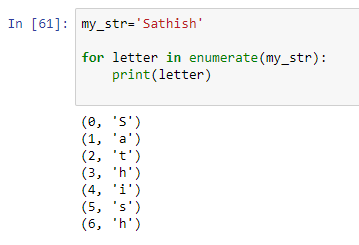 In [61]: my_str='Sathish'
for letter in enumerate(my_str):
    print(letter)
(0, 'S')
(1, 'a')
(2, 't')
(3, 'h')
(4, 'i')
(5, 's')
(6, 'h')